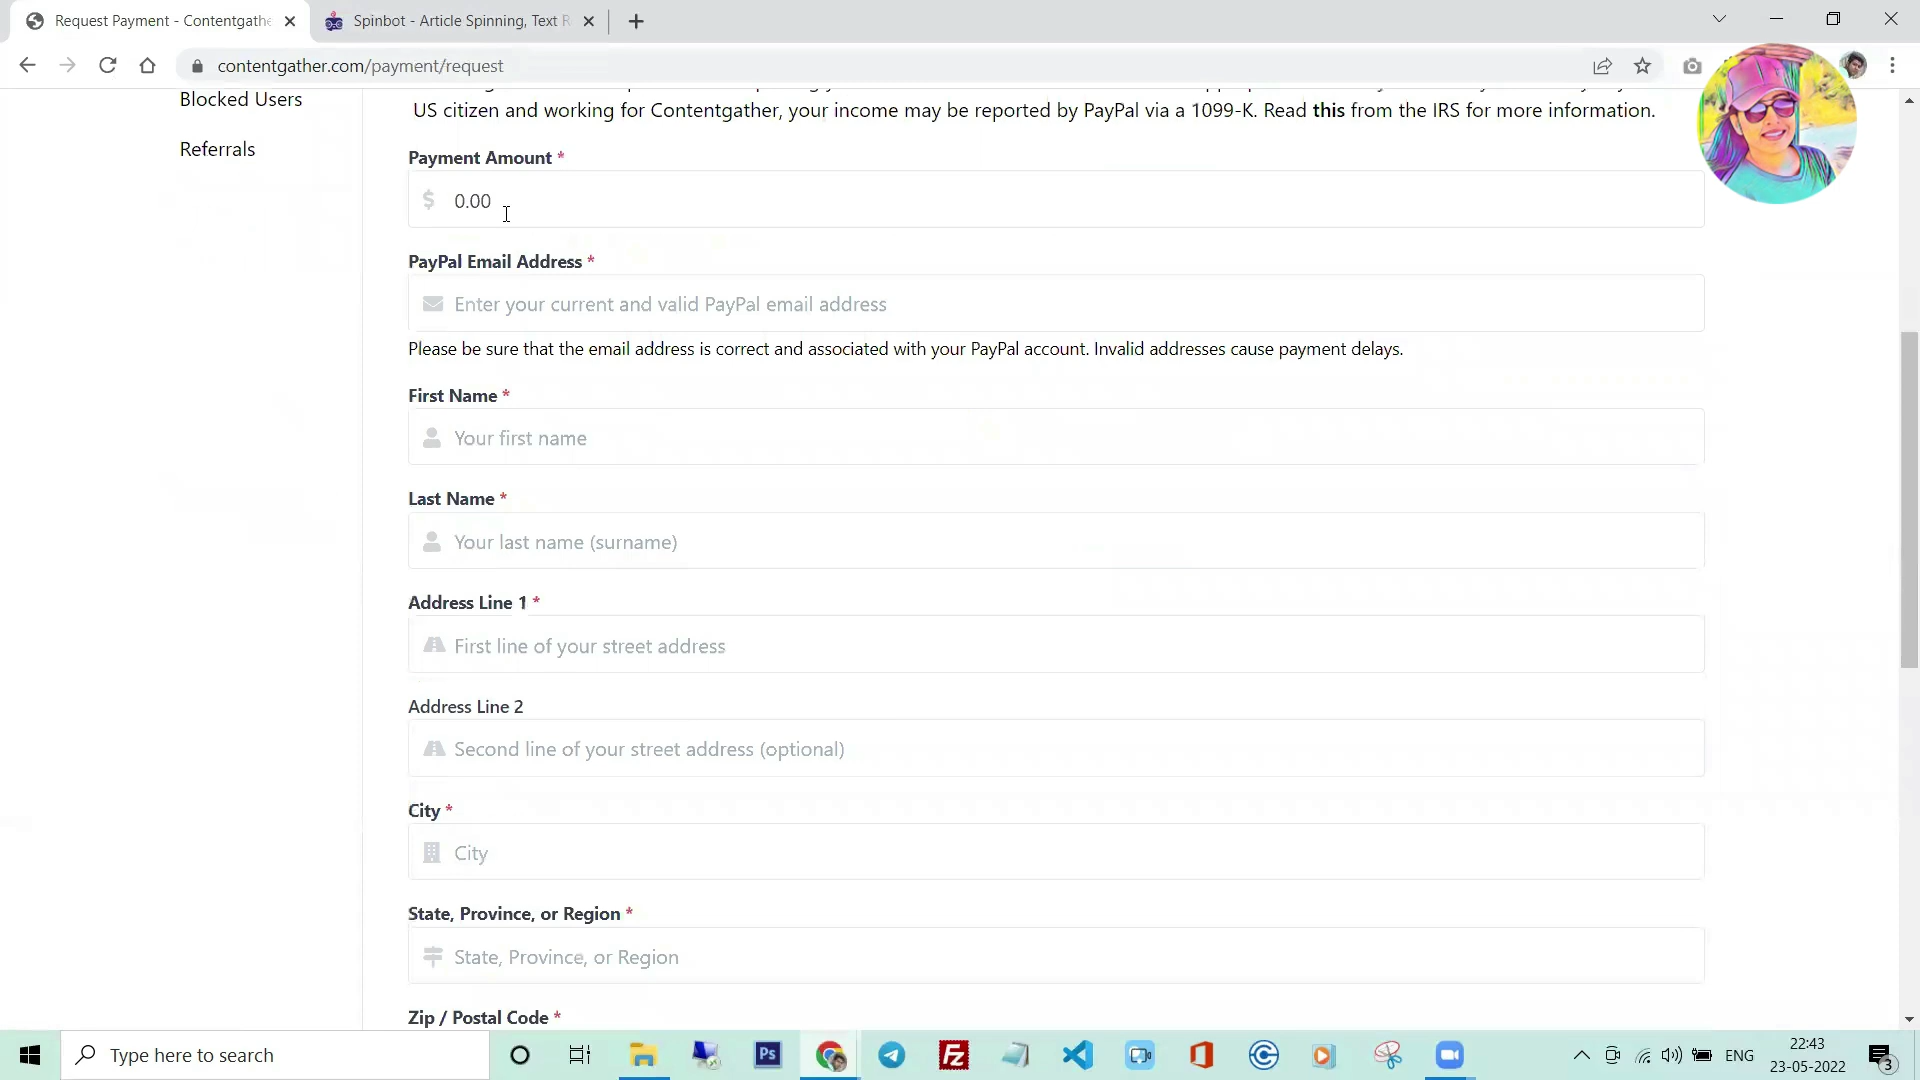 Request Payment - Contentgathe
Spinbot - Article Spinning, Text R
contentgather.com/payment/request
Blocked Users
US citizen and working for Contentgather, your income may be reported by PayPal via a 1099-K. Read this from the IRS for more information.
Referrals
Payment Amount *
$ 0.00
PayPal Email Address *
Enter your current and valid PayPal email address
Please be sure that the email address is correct and associated with your PayPal account. Invalid addresses cause payment delays.
First Name *
Your first name
Last Name *
Your last name (surname)
Address Line 1 *
First line of your street address
Address Line 2
Second line of your street address (optional)
City *
City
State, Province, or Region *
State, Province, or Region
Zip / Postal Code *
Type here to search
Ps
Fz
ENG
22:43
23-05-2022
3